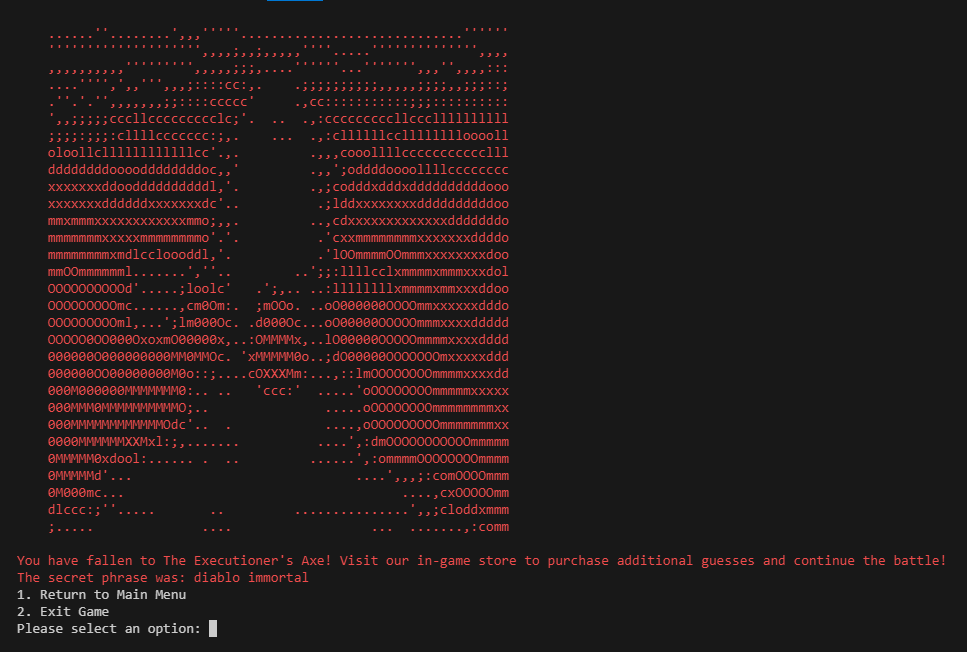 You have fallen to The Executioner's Axe! Visit our in-game store to purchase additional guesses and continue the battle!
The secret phrase was: diablo immortal
1. Return to Main Menu
2. Exit Game
Please select an option: